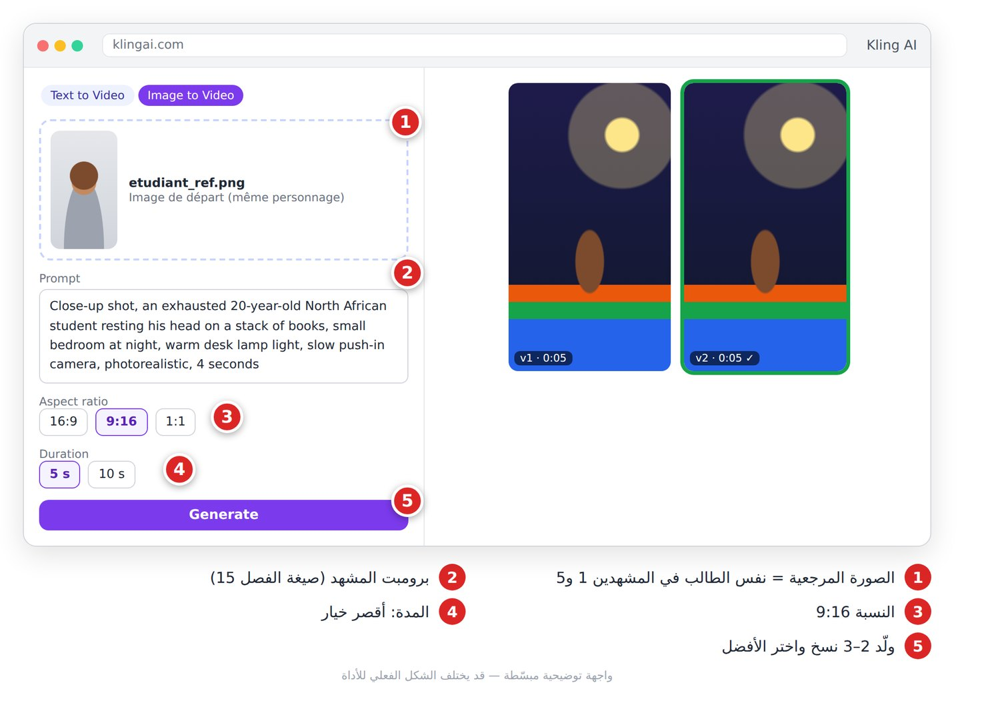 klingai.com
Kling AI
Text to Video
Image to Video
1
etudiant_ref.png
Image de départ (même personnage)
2
Prompt
Close-up shot, an exhausted 20-year-old North African
student resting his head on a stack of books, small
bedroom at night, warm desk lamp light, slow push-in
camera, photorealistic, 4 seconds
Aspect ratio
16:9
9:16
1:1
3
Duration
5 s
10 s
4
Generate
5
v1 · 0:05
v2 · 0:05 ✓
1 الصورة المرجعية = نفس الطالب في المشهدين 1 و5
2 برومبت المشهد (صيغة الفصل 15)
3 النسبة 9:16
4 المدة: أقصر خيار
5 ولّد 2–3 نسخ واختر الأفضل
واجهة توضيحية مبسّطة — قد يختلف الشكل الفعلي للأداة